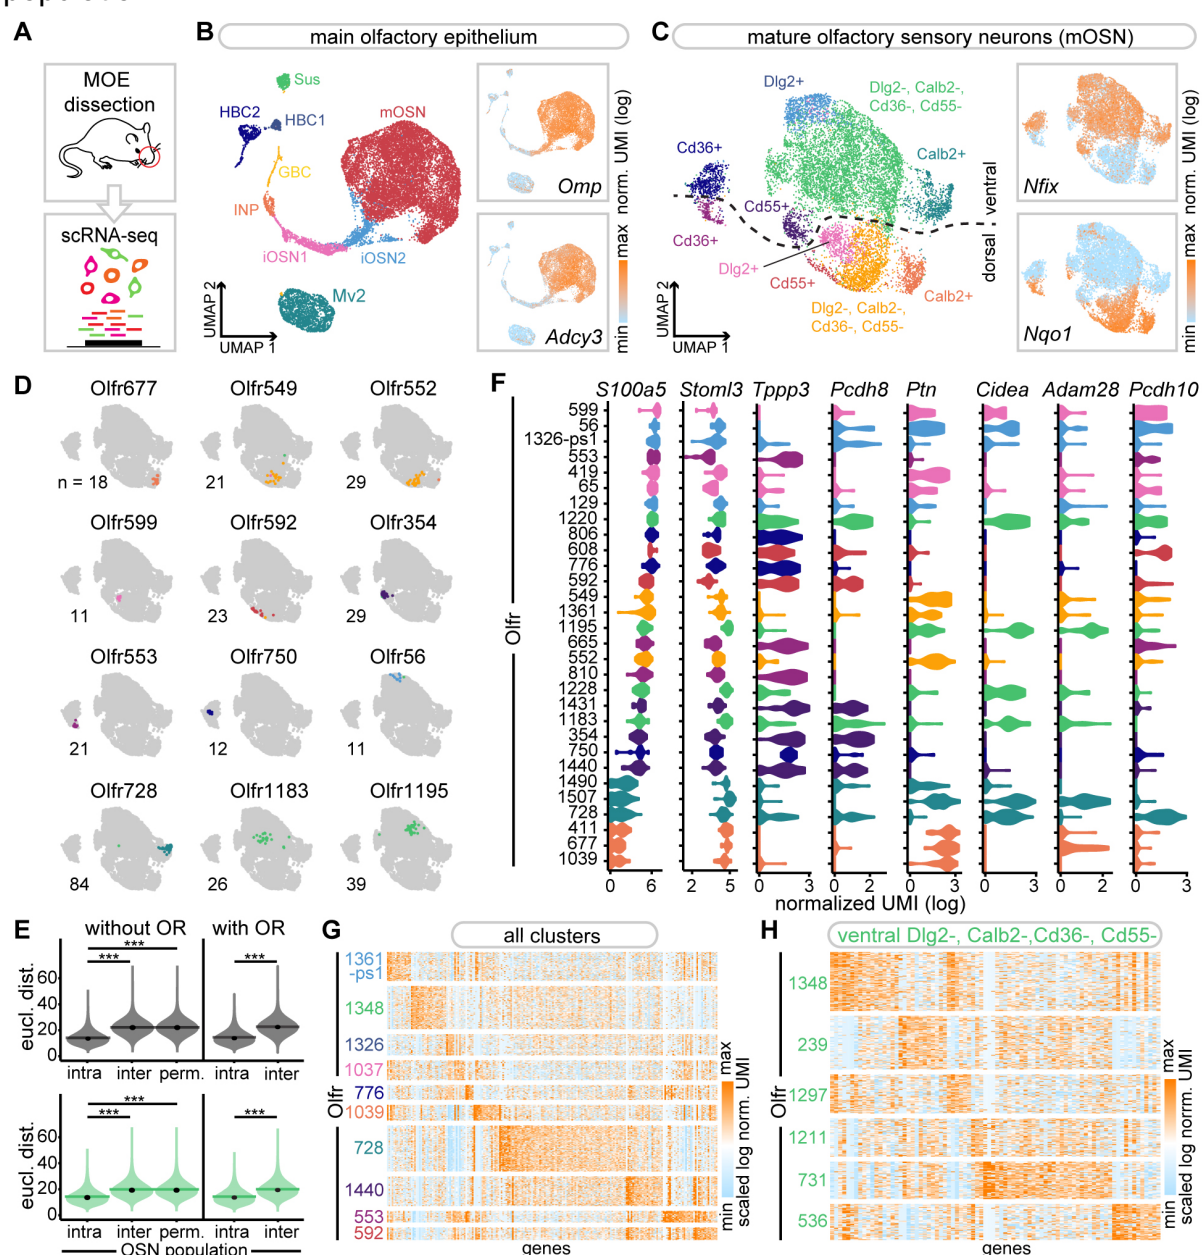 A
MOE
dissection
scRNA-seq
B
main olfactory epithelium
Sus
HBC2
HBC1
GBC
INP
iOSN1
iOSN2
mOSN
Mv2
UMAP 2
UMAP 1
Omp
Adcy3
min norm. UMI (log) max
C
mature olfactory sensory neurons (mOSN)
Dlg2+
Dlg2-, Calb2-,
Cd36-, Cd55-
Cd36+
Calb2+
Cd55+
Cd36+
Dlg2+
Cd55+
Calb2+
Dlg2-, Calb2-,
Cd36-, Cd55-
ventral
dorsal
UMAP 2
UMAP 1
Nfix
Nqo1
min norm. UMI (log) max
D
Olfr677 Olfr549 Olfr552
n = 18 21 29
Olfr599 Olfr592 Olfr354
11 23 29
Olfr553 Olfr750 Olfr56
21 12 11
Olfr728 Olfr1183 Olfr1195
84 26 39
F
S100a5 Stoml3 Tppp3 Pcdh8 Ptn Cidea Adam28 Pcdh10
Olfr
599
56
1326-ps1
553
419
65
129
1220
806
608
776
592
549
1361
1195
665
552
810
1228
1431
1183
354
750
1440
1490
1507
728
411
677
1039
0 6 2 5 0 3 0 2 0 3 0 3 0 2 0 3
normalized UMI (log)
E
without OR with OR
*** *** ***
eucl. dist.
60
40
20
0
intra inter perm. intra inter
*** *** ***
eucl. dist.
60
40
20
0
intra inter perm. intra inter
OSN population
G
all clusters
Olfr
1361
-ps1
1348
1326
1037
776
1039
728
1440
553
592
genes
min scaled log norm. UMI max
H
ventral Dlg2-, Calb2-,Cd36-, Cd55-
Olfr
1348
239
1297
1211
731
536
genes
min scaled log norm. UMI max